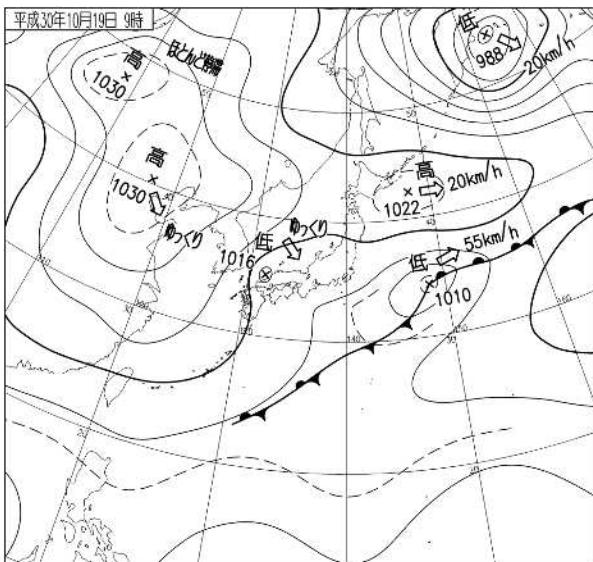 平成30年10月19日 9時
低
988
20km/h
高
1030
ほとんど停滞
高
1030
ゆっくり
低
1016
ゆっくり
高
1022
20km/h
低
55km/h
1010